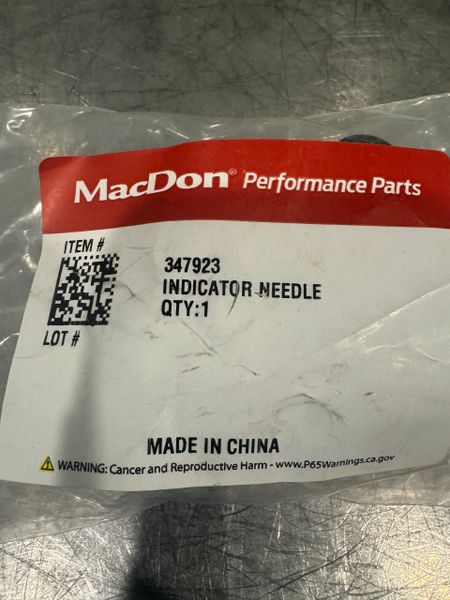 MacDon® Performance Parts
ITEM #
347923
INDICATOR NEEDLE
QTY:1
LOT #
MADE IN CHINA
WARNING: Cancer and Reproductive Harm - www.P65Warnings.ca.gov